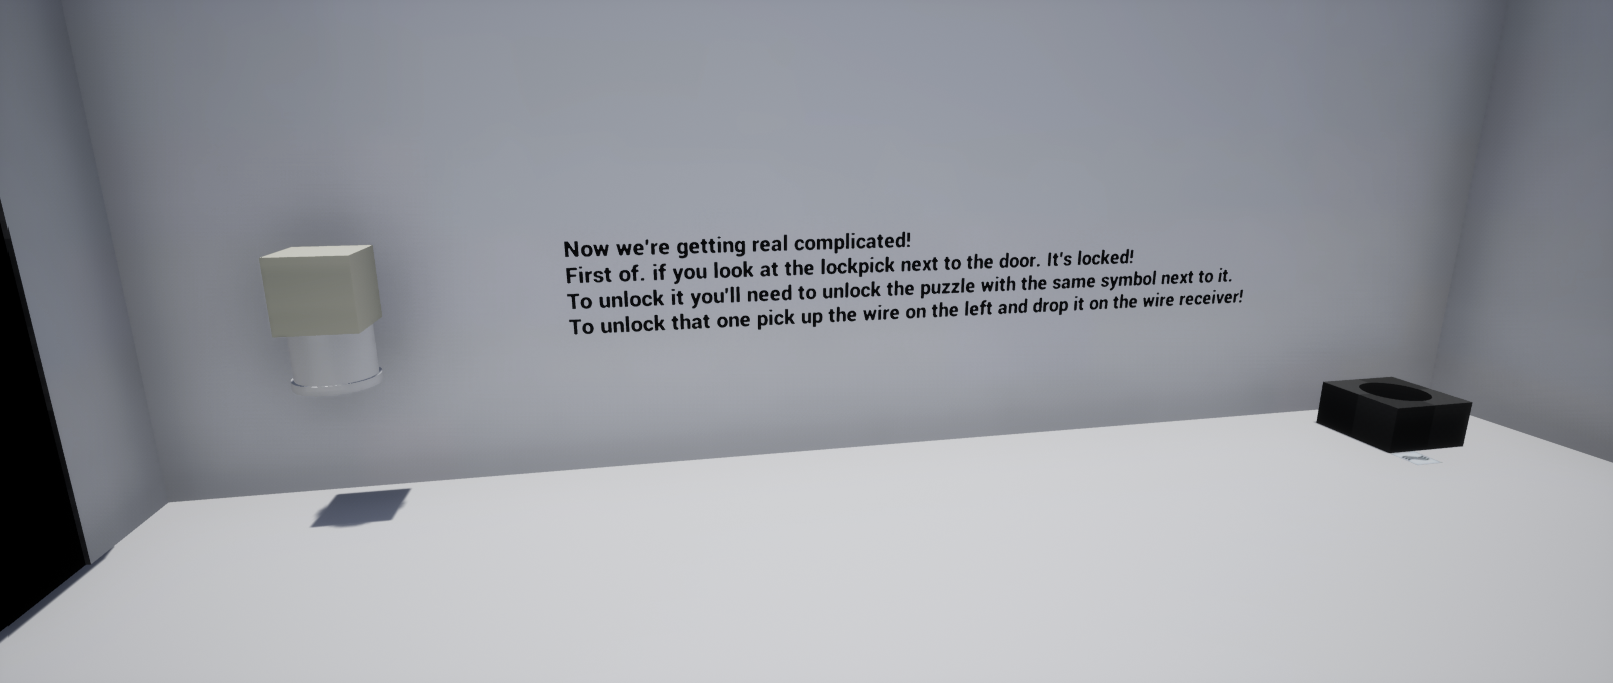 Now we're getting real complicated!
First of. if you look at the lockpick next to the door. It's locked!
To unlock it you'll need to unlock the puzzle with the same symbol next to it.
To unlock that one pick up the wire on the left and drop it on the wire receiver!